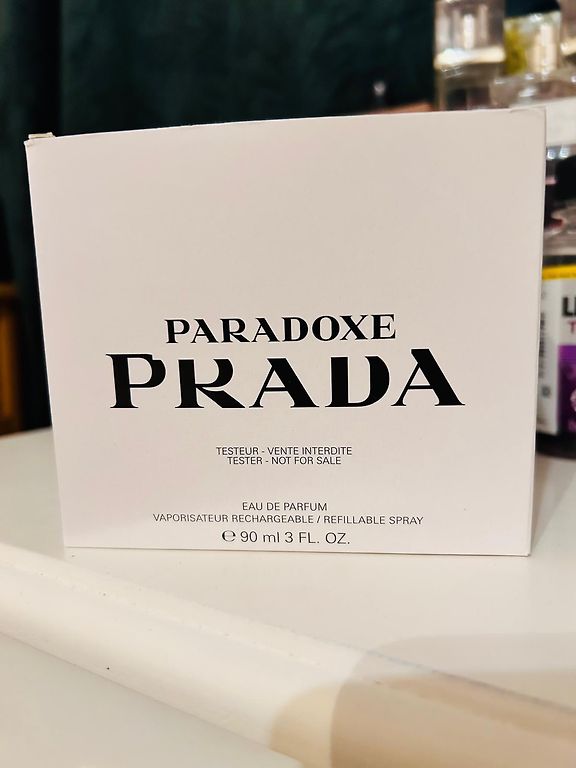 PARADOXE
PRADA
TESTEUR - VENTE INTERDITE
TESTER - NOT FOR SALE
EAU DE PARFUM
VAPORISATEUR RECHARGEABLE / REFILLABLE SPRAY
℮ 90 ml 3 FL. OZ.